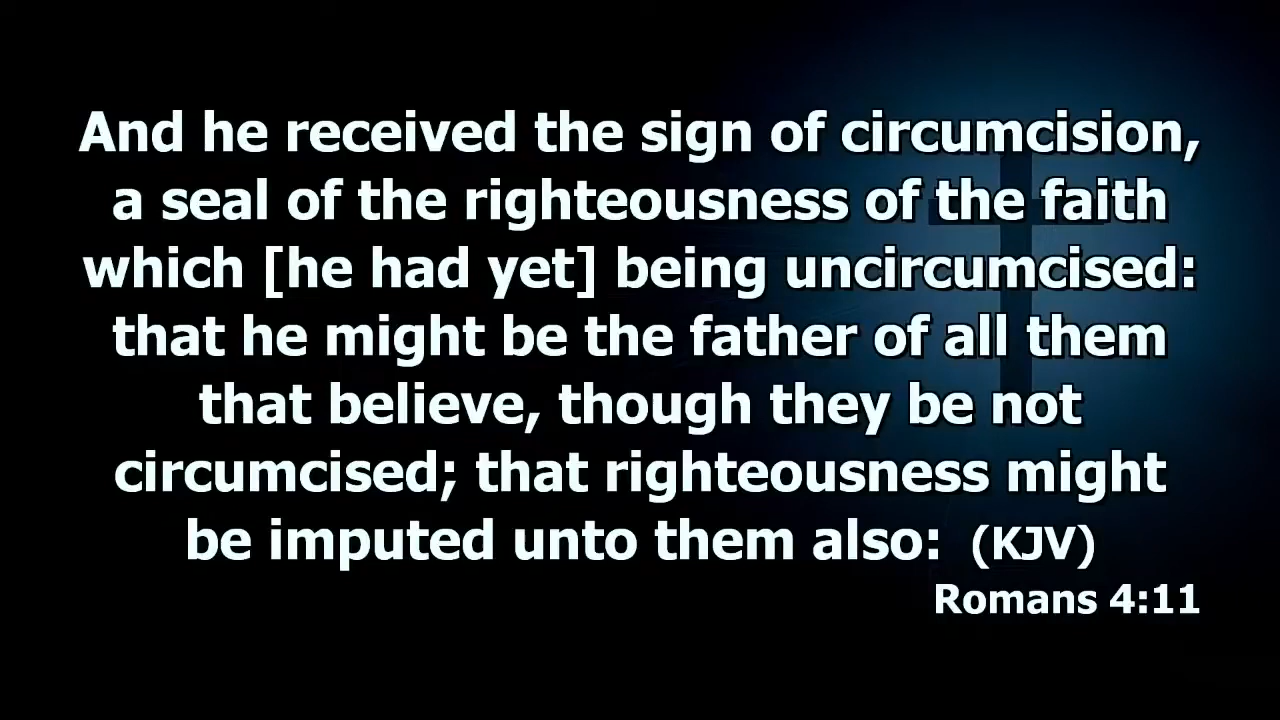 And he received the sign of circumcision,
a seal of the righteousness of the faith
which [he had yet] being uncircumcised:
that he might be the father of all them
that believe, though they be not
circumcised; that righteousness might
be imputed unto them also: (KJV)
Romans 4:11